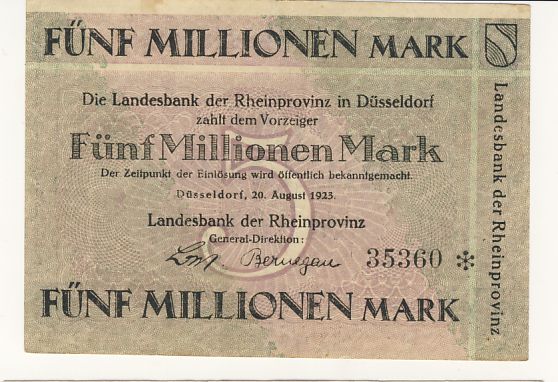 FÜNF MILLIONEN MARK
Die Landesbank der Rheinprovinz in Düsseldorf
zahlt dem Vorzeiger
Fünf Millionen Mark
Der Zeitpunkt der Einlösung wird öffentlich bekanntgemacht.
Düsseldorf, 20. August 1923.
Landesbank der Rheinprovinz
General-Direktion:
Bernegau
35360 *
FÜNF MILLIONEN MARK
Landesbank der Rheinprovinz
5